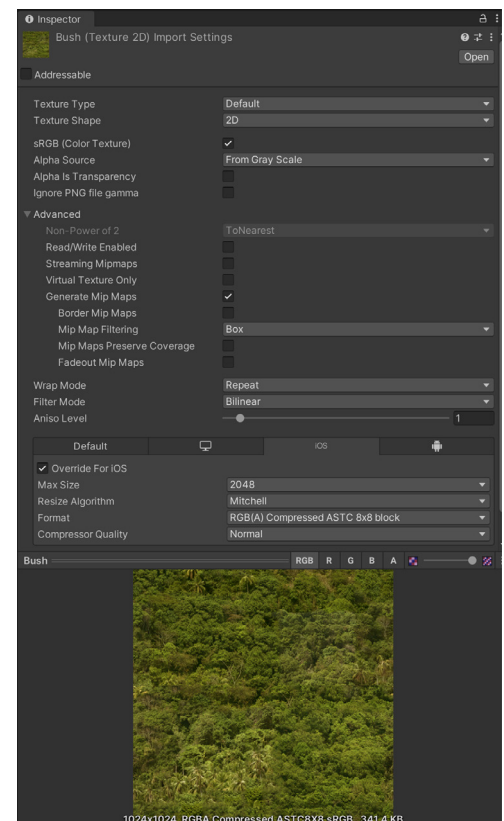 Inspector
Bush (Texture 2D) Import Settings
Open
Addressable
Texture Type Default
Texture Shape 2D
sRGB (Color Texture)
Alpha Source From Gray Scale
Alpha Is Transparency
Ignore PNG file gamma
Advanced
Non-Power of 2 ToNearest
Read/Write Enabled
Streaming Mipmaps
Virtual Texture Only
Generate Mip Maps
Border Mip Maps
Mip Map Filtering Box
Mip Maps Preserve Coverage
Fadeout Mip Maps
Wrap Mode Repeat
Filter Mode Bilinear
Aniso Level 1
Default iOS
Override For iOS
Max Size 2048
Resize Algorithm Mitchell
Format RGB(A) Compressed ASTC 8x8 block
Compressor Quality Normal
Bush RGB R G B A
1024x1024 RGBA Compressed ASTC8X8 sRGB 341.4 KB